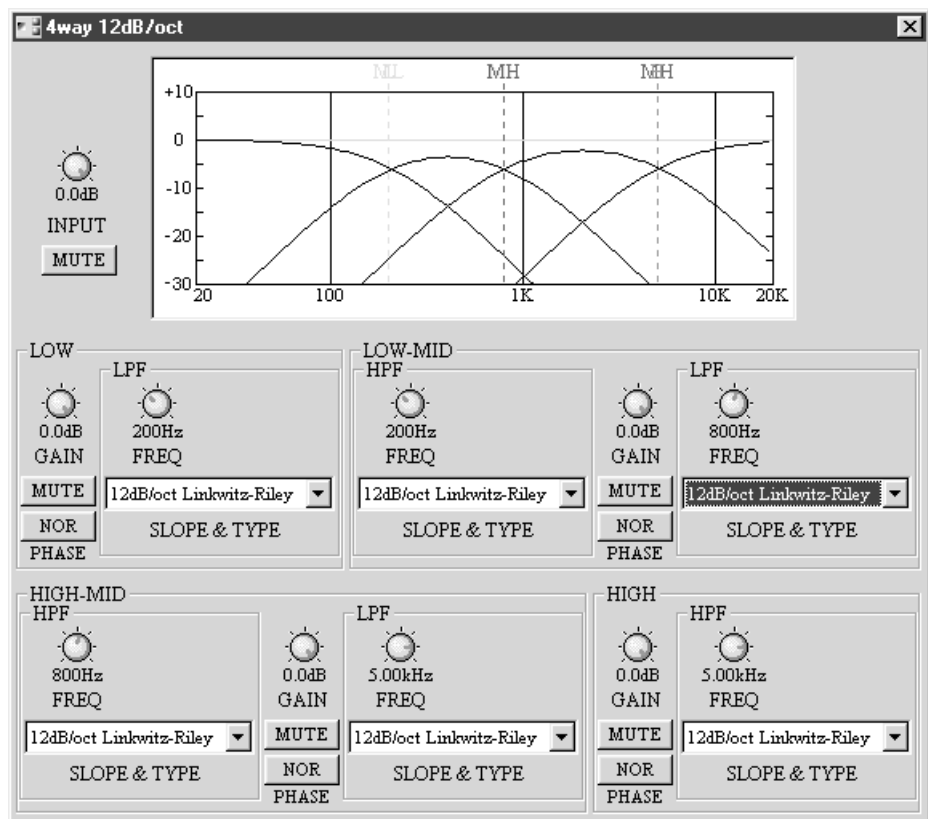 4way 12dB/oct
MH
+10
0
-10
-20
-30
20 100 1K 10K 20K
0.0dB
INPUT
MUTE
LOW
LPF
0.0dB 200Hz
GAIN FREQ
MUTE 12dB/oct Linkwitz-Riley
NOR SLOPE & TYPE
PHASE
LOW-MID
HPF LPF
200Hz 0.0dB 800Hz
FREQ GAIN FREQ
12dB/oct Linkwitz-Riley MUTE 12dB/oct Linkwitz-Riley
SLOPE & TYPE NOR SLOPE & TYPE
PHASE
HIGH-MID
HPF LPF
800Hz 0.0dB 5.00kHz
FREQ GAIN FREQ
12dB/oct Linkwitz-Riley MUTE 12dB/oct Linkwitz-Riley
SLOPE & TYPE NOR SLOPE & TYPE
PHASE
HIGH
HPF
0.0dB 5.00kHz
GAIN FREQ
MUTE 12dB/oct Linkwitz-Riley
NOR SLOPE & TYPE
PHASE